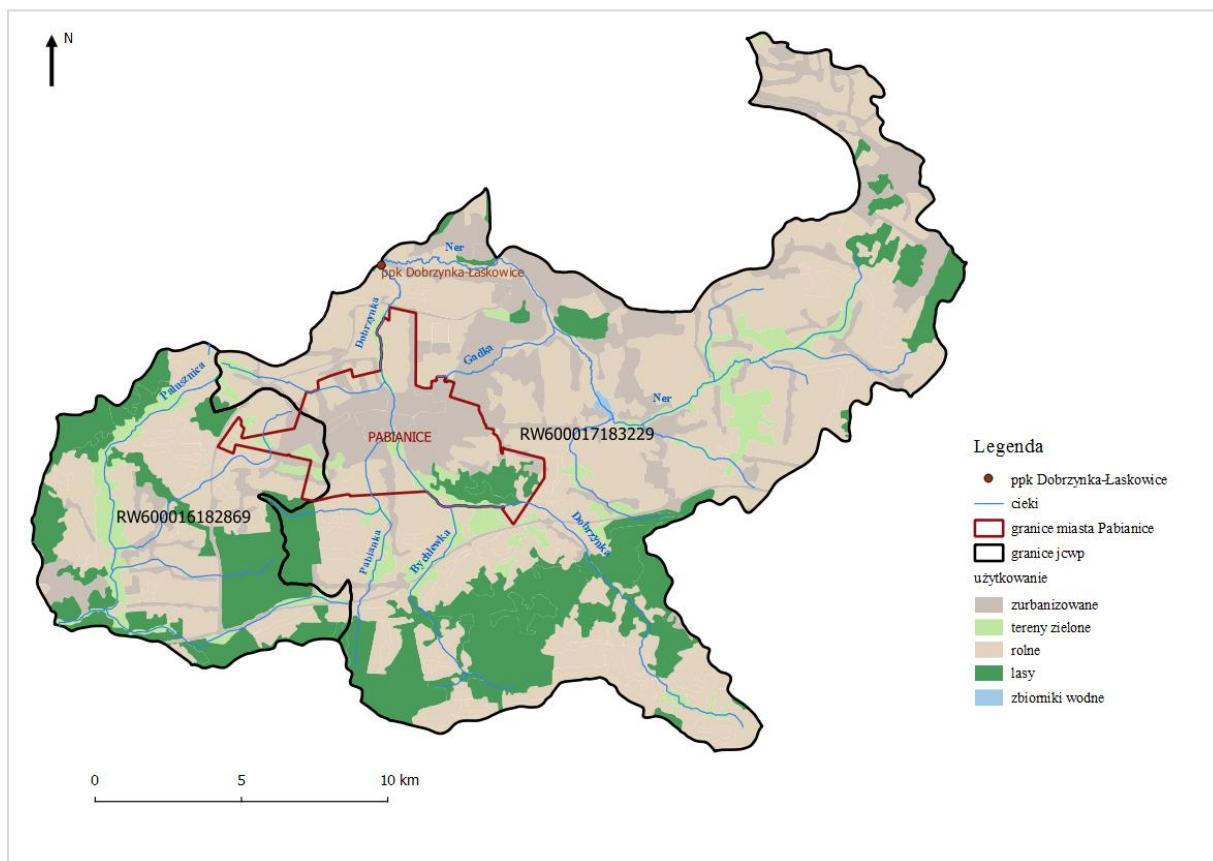 N
Ner
ppk Dobrzynka-Łaskowice
Dobrzynka
Gadka
Pałusznica
Ner
PABIANICE
RW600017183229
RW600016182869
Pabianka
Bychlewka
Dobrzynka
Legenda
ppk Dobrzynka-Łaskowice
cieki
granice miasta Pabianice
granice jcwp
użytkowanie
zurbanizowane
tereny zielone
rolne
lasy
zbiorniki wodne
0 5 10 km